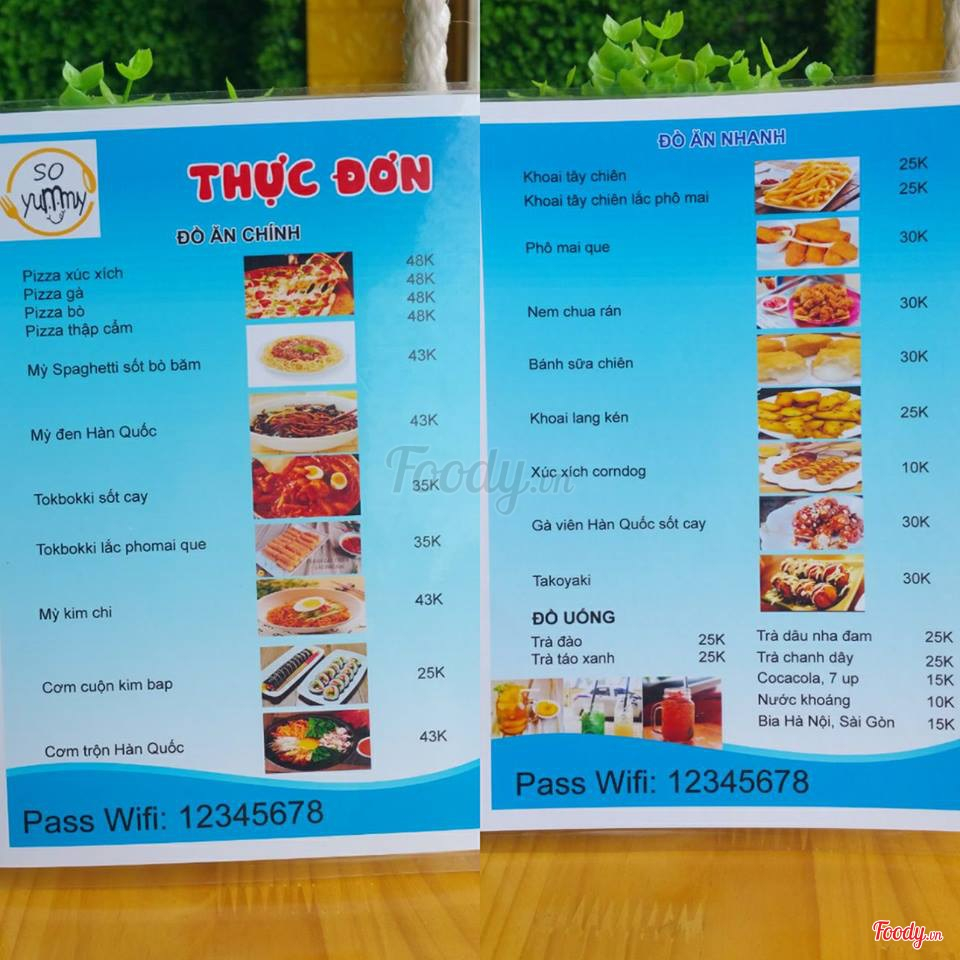 SO
yummy
THỰC ĐƠN
ĐỒ ĂN CHÍNH
Pizza xúc xích 48K
Pizza gà 48K
Pizza bò 48K
Pizza thập cẩm 48K
Mỳ Spaghetti sốt bò băm 43K
Mỳ đen Hàn Quốc 43K
Tokbokki sốt cay 35K
Tokbokki lắc phomai que 35K
Mỳ kim chi 43K
Cơm cuộn kim bap 25K
Cơm trộn Hàn Quốc 43K
Pass Wifi: 12345678
ĐỒ ĂN NHANH
Khoai tây chiên 25K
Khoai tây chiên lắc phô mai 25K
Phô mai que 30K
Nem chua rán 30K
Bánh sữa chiên 30K
Khoai lang kén 25K
Xúc xích corndog 10K
Gà viên Hàn Quốc sốt cay 30K
Takoyaki 30K
ĐỒ UỐNG
Trà đào 25K
Trà táo xanh 25K
Trà dâu nha đam 25K
Trà chanh dây 25K
Cocacola, 7 up 15K
Nước khoáng 10K
Bia Hà Nội, Sài Gòn 15K
Pass Wifi: 12345678
Foody.vn
Foody.vn